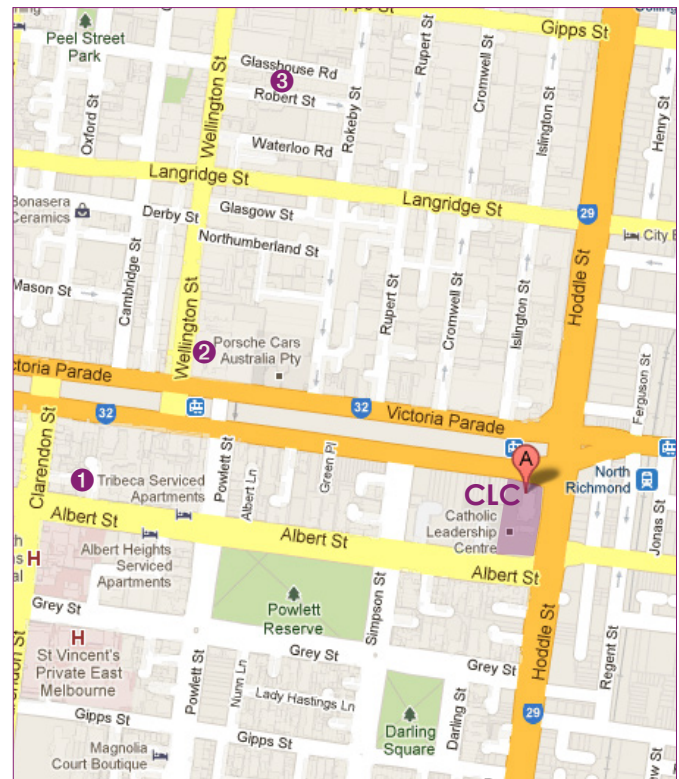 Peel Street
Park
Gipps St
Glasshouse Rd
3
Robert St
Oxford St
Wellington St
Rokeby St
Rupert St
Cromwell St
Islington St
Henry St
Waterloo Rd
Langridge St
Langridge St
Bonasera
Ceramics
Derby St
Glasgow St
29
City
Northumberland St
Cambridge St
Mason St
Wellington St
Rupert St
Cromwell St
Islington St
Hoddle St
2
Porsche Cars
Australia Pty
Ferguson St
ctoria Parade
32
32
Victoria Parade
Clarendon St
Powlett St
Albert Ln
Green Pl
A
North
Richmond
1
Tribeca Serviced
Apartments
CLC
Catholic
Leadership
Centre
Albert St
Albert St
Albert St
Jonas St
H
Albert Heights
Serviced
Apartments
Powlett
Reserve
Simpson St
Hoddle St
Regent St
Grey St
Grey St
Grey St
H
St Vincent's
Private East
Melbourne
Powlett St
Nunn Ln
Lady Hastings Ln
Darling
Square
Darling St
29
Gipps St
Gipps St
Magnolia
Court Boutique